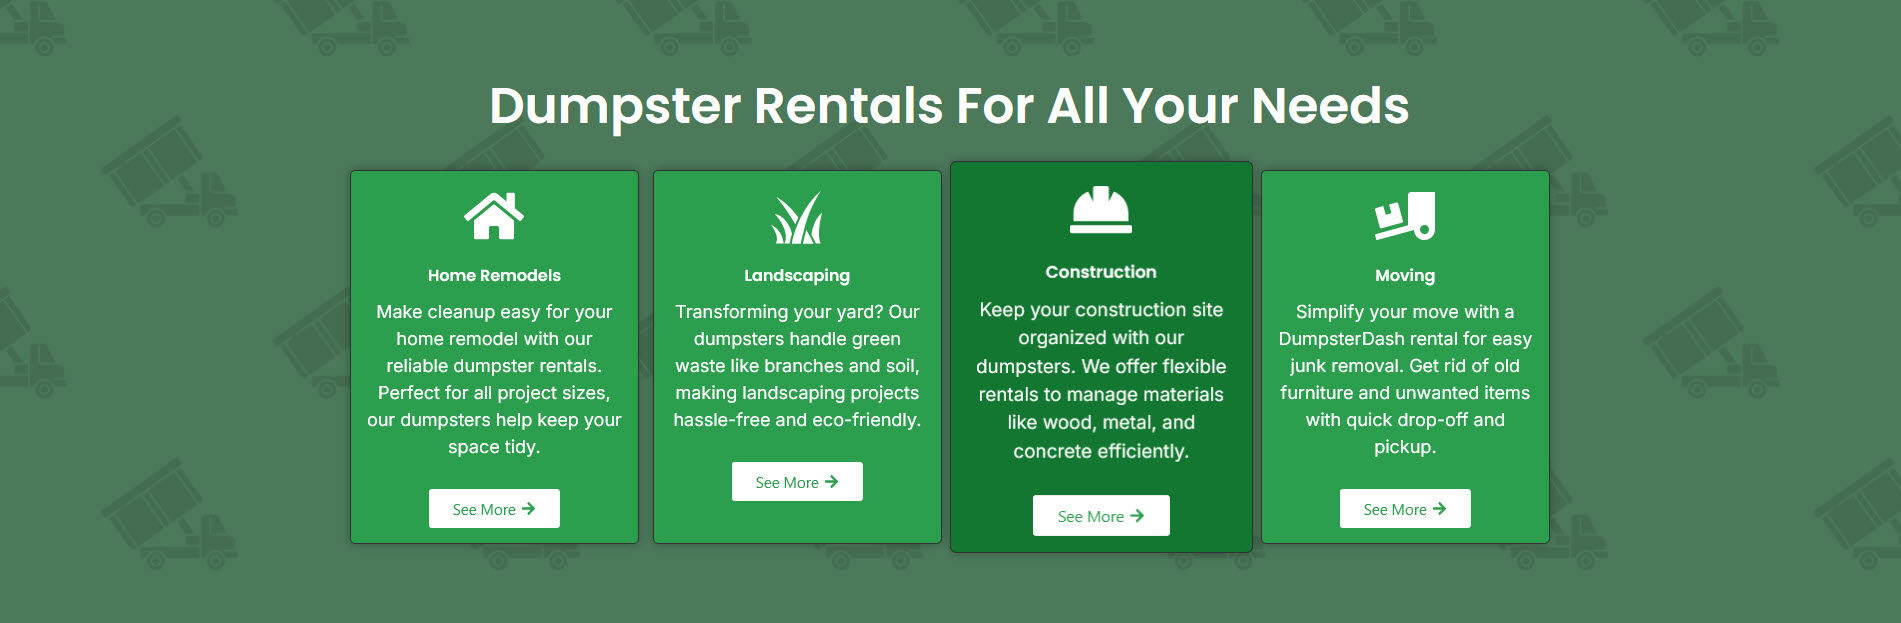 Dumpster Rentals For All Your Needs
Home Remodels
Make cleanup easy for your
home remodel with our
reliable dumpster rentals.
Perfect for all project sizes,
our dumpsters help keep your
space tidy.
See More
Landscaping
Transforming your yard? Our
dumpsters handle green
waste like branches and soil,
making landscaping projects
hassle-free and eco-friendly.
See More
Construction
Keep your construction site
organized with our
dumpsters. We offer flexible
rentals to manage materials
like wood, metal, and
concrete efficiently.
See More
Moving
Simplify your move with a
DumpsterDash rental for easy
junk removal. Get rid of old
furniture and unwanted items
with quick drop-off and
pickup.
See More